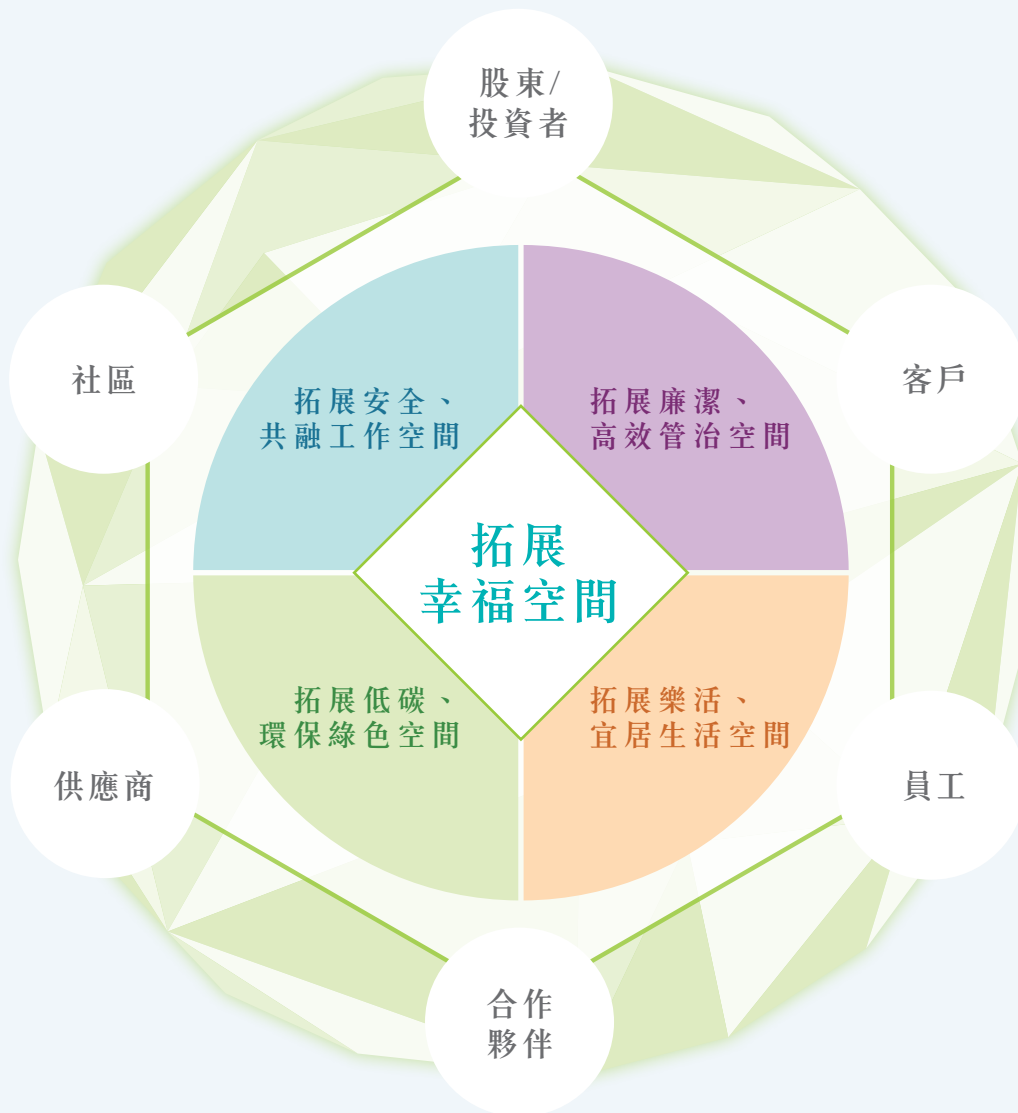 股東/
投資者
社區
客戶
拓展安全、
共融工作空間
拓展廉潔、
高效管治空間
拓展
幸福空間
拓展低碳、
環保綠色空間
拓展樂活、
宜居生活空間
供應商
員工
合作
夥伴